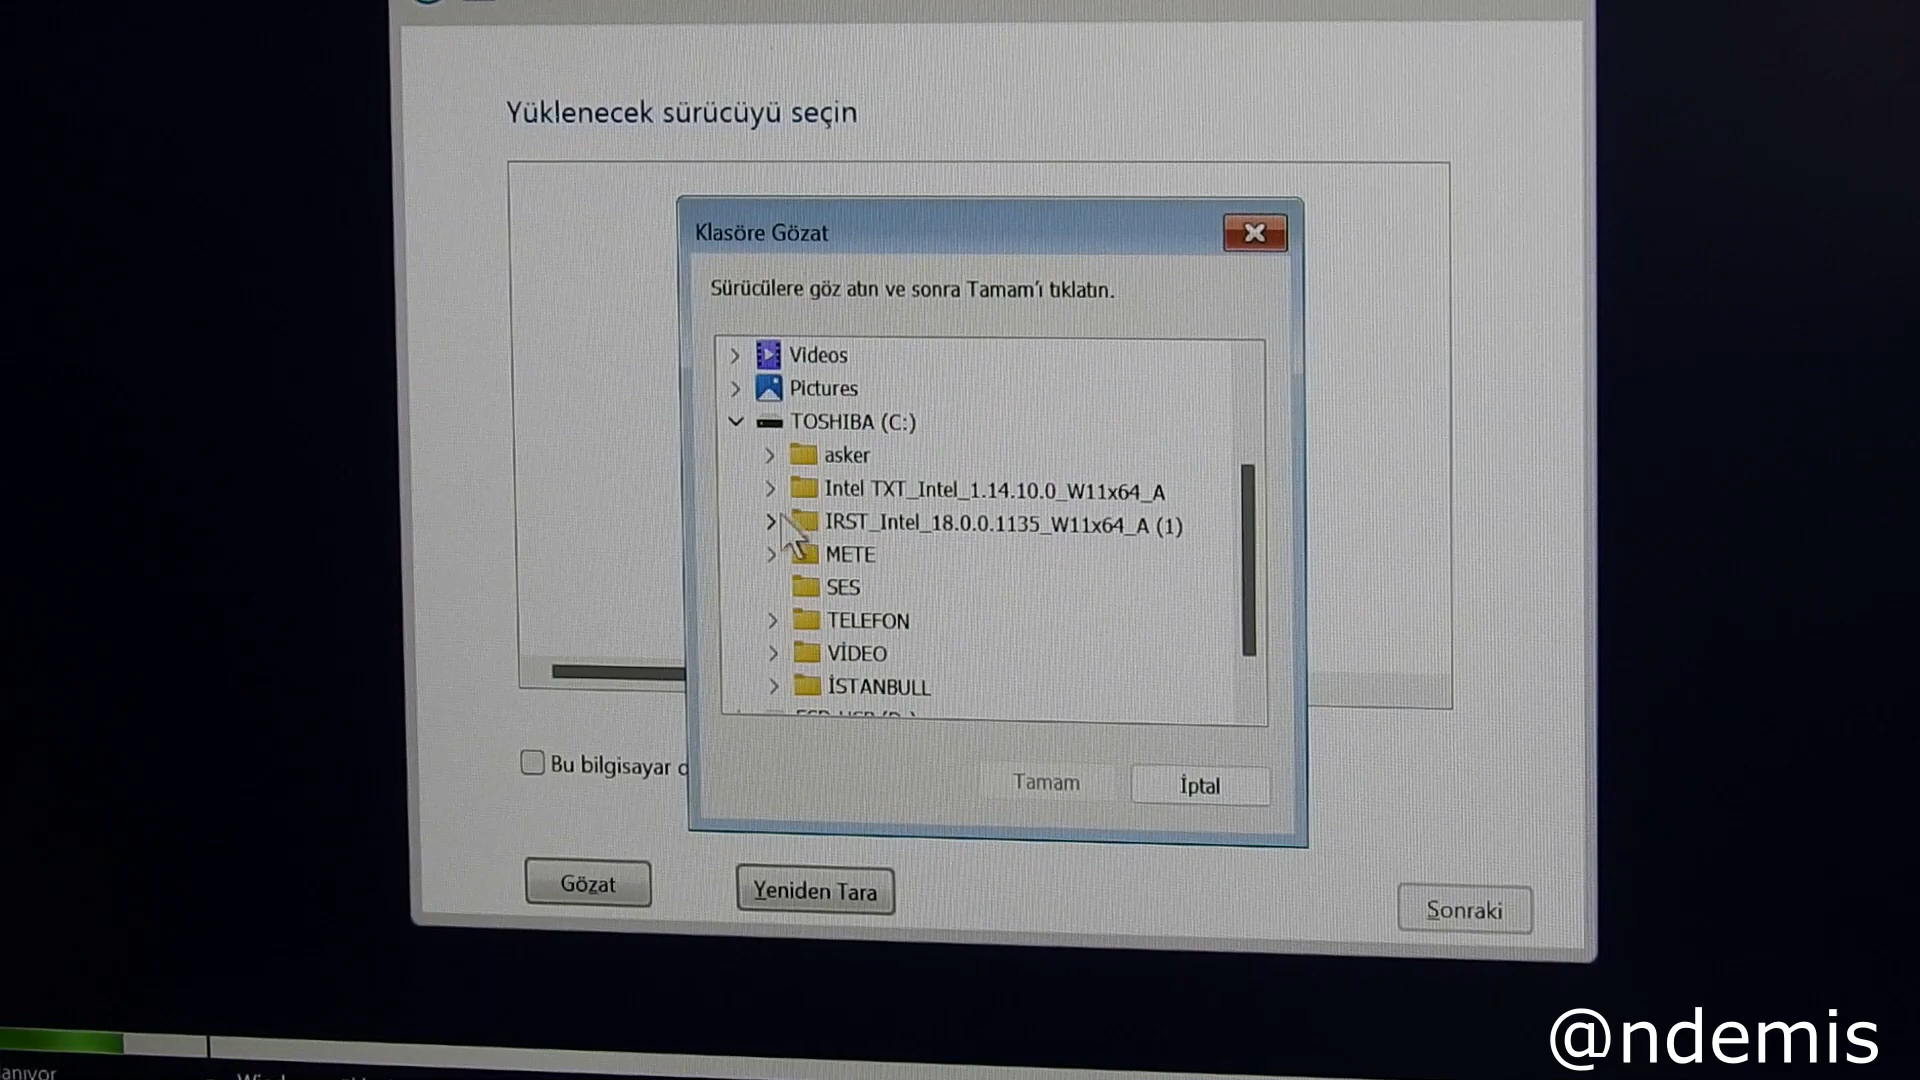 Yüklenecek sürücüyü seçin
Klasöre Gözat
Sürücülere göz atın ve sonra Tamam'ı tıklatın.
Videos
Pictures
TOSHIBA (C:)
asker
Intel TXT_Intel_1.14.10.0_W11x64_A
IRST_Intel_18.0.0.1135_W11x64_A (1)
METE
SES
TELEFON
VİDEO
İSTANBULL
Bu bilgisayar
Tamam
İptal
Gözat
Yeniden Tara
Sonraki
@ndemis